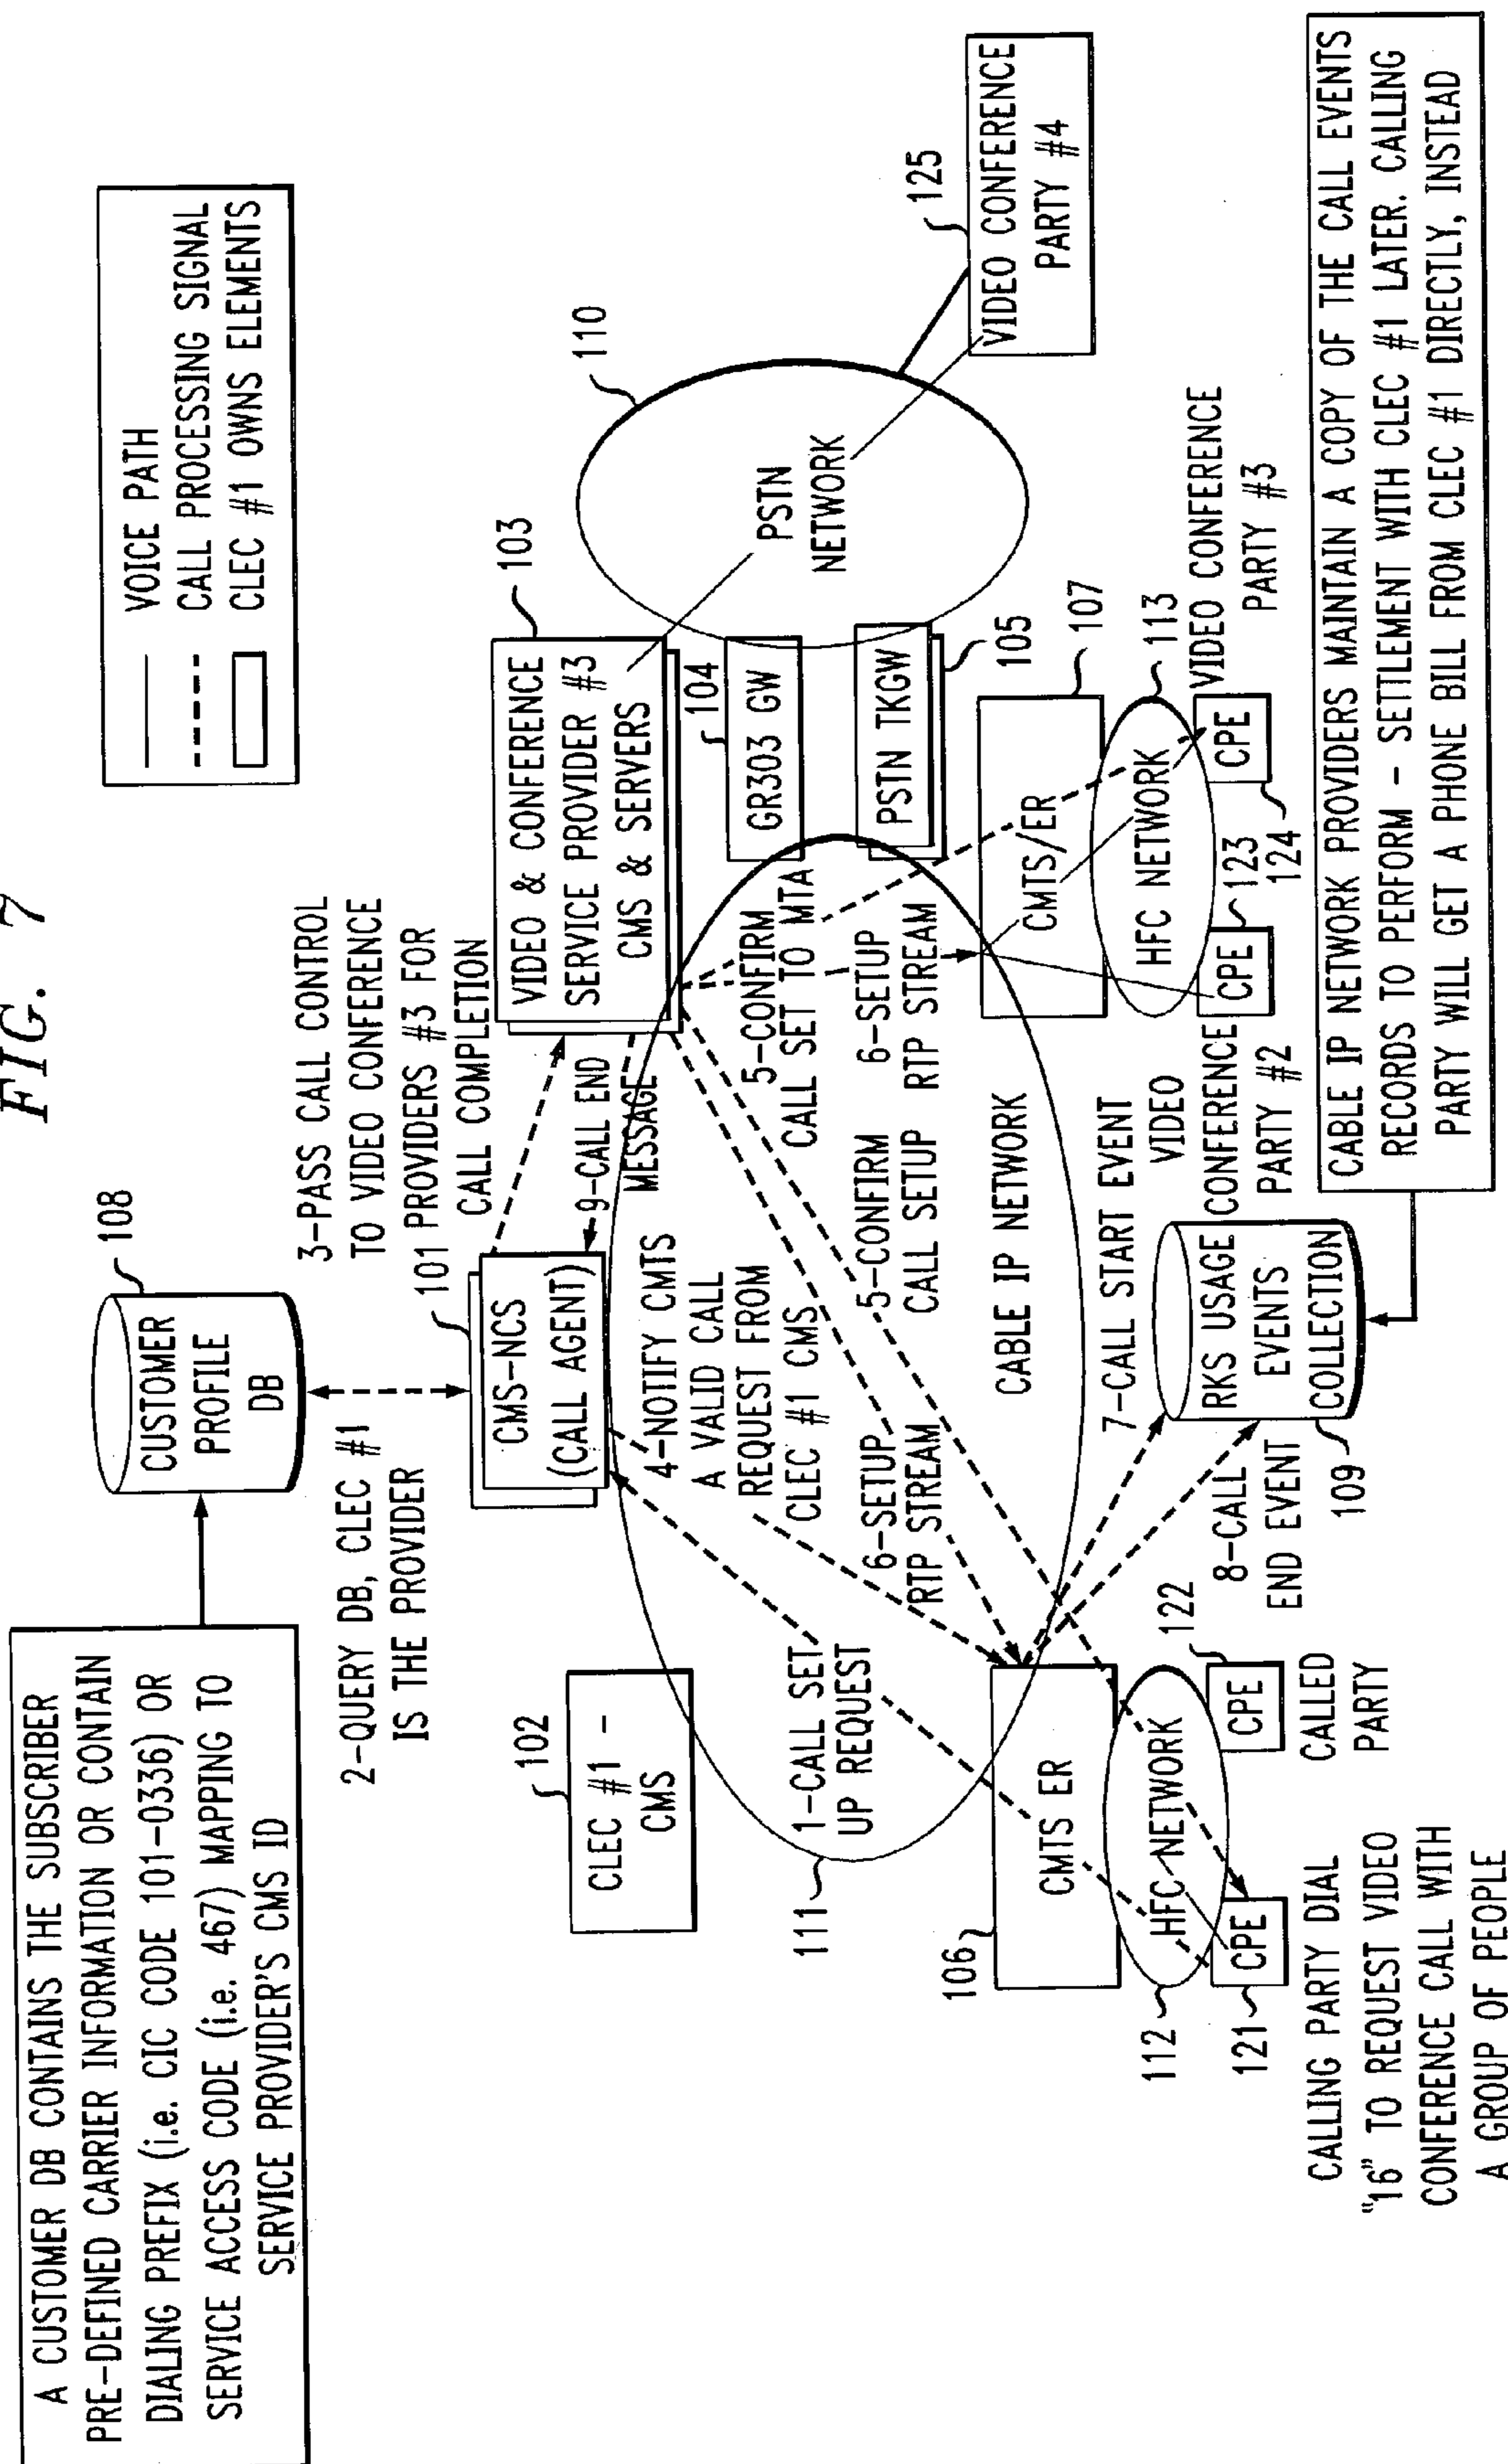 FIG. 7
A CUSTOMER DB CONTAINS THE SUBSCRIBER
PRE-DEFINED CARRIER INFORMATION OR CONTAIN
DIALING PREFIX (i.e. CIC CODE 101-0336) OR
SERVICE ACCESS CODE (i.e. 467) MAPPING TO
SERVICE PROVIDER'S CMS ID
108
CUSTOMER
PROFILE
DB
VOICE PATH
CALL PROCESSING SIGNAL
CLEC #1 OWNS ELEMENTS
2-QUERY DB, CLEC #1
IS THE PROVIDER
3-PASS CALL CONTROL
TO VIDEO CONFERENCE
PROVIDERS #3 FOR
CALL COMPLETION
102
CLEC #1 -
CMS
101
CMS-NCS
(CALL AGENT)
9-CALL END
MESSAGE
103
VIDEO & CONFERENCE
SERVICE PROVIDER #3
CMS & SERVERS
110
PSTN
NETWORK
104
GR303 GW
PSTN TKGW
105
125
VIDEO CONFERENCE
PARTY #4
111
1-CALL SET
UP REQUEST
4-NOTIFY CMTS
A VALID CALL
REQUEST FROM
CLEC #1 CMS
6-SETUP
RTP STREAM
5-CONFIRM
CALL SETUP
5-CONFIRM
CALL SET TO MTA
6-SETUP
RTP STREAM
CABLE IP NETWORK
106
CMTS ER
112
HFC NETWORK
121
CPE
122
CPE
CALLED
PARTY
CALLING PARTY DIAL
"16" TO REQUEST VIDEO
CONFERENCE CALL WITH
A GROUP OF PEOPLE
7-CALL START EVENT
8-CALL
END EVENT
109
RKS USAGE
EVENTS
COLLECTION
107
CMTS/ER
113
HFC NETWORK
CPE
123
CPE
124
VIDEO
CONFERENCE
PARTY #2
VIDEO CONFERENCE
PARTY #3
CABLE IP NETWORK PROVIDERS MAINTAIN A COPY OF THE CALL EVENTS
RECORDS TO PERFORM - SETTLEMENT WITH CLEC #1 LATER. CALLING
PARTY WILL GET A PHONE BILL FROM CLEC #1 DIRECTLY, INSTEAD